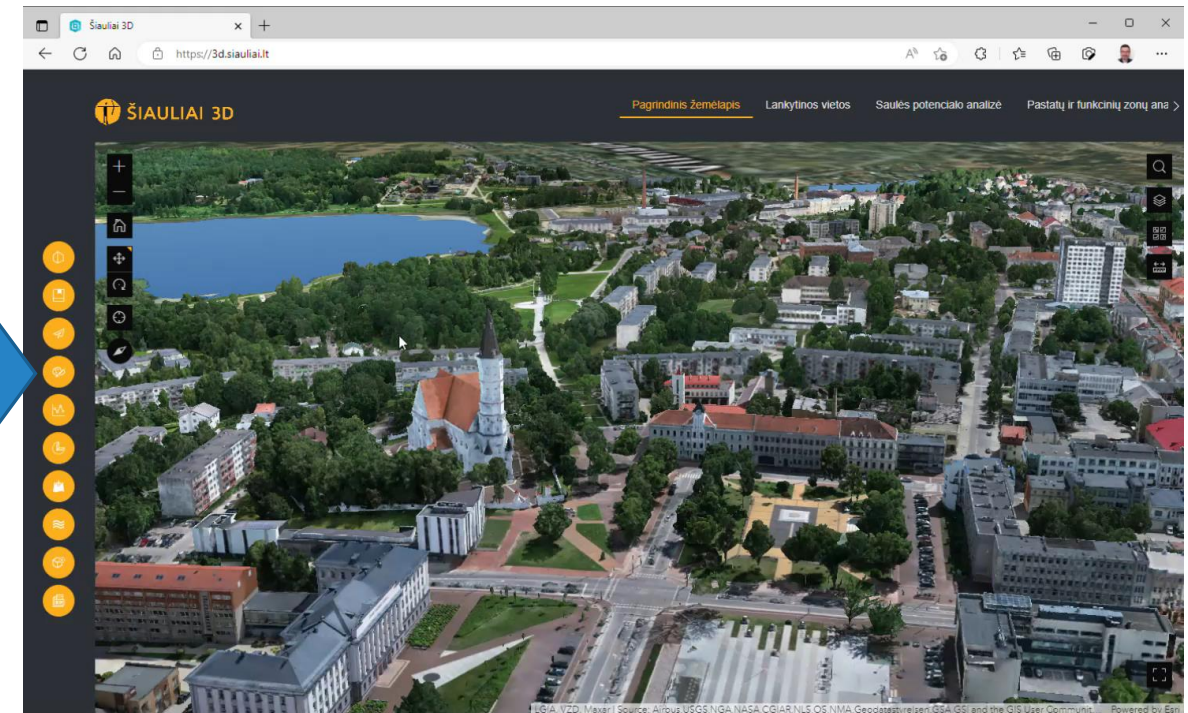 Šiauliai 3D
https://3d.siauliai.lt
ŠIAULIAI 3D
Pagrindinis žemėlapis
Lankytinos vietos
Saulės potencialo analizė
Pastatų ir funkcinių zonų ana
LGIA, VZD, Maxar | Source: Airbus,USGS,NGA,NASA,CGIAR,NLS,OS,NMA,Geodatastyrelsen,GSA,GSI and the GIS User Communit
Powered by Esri